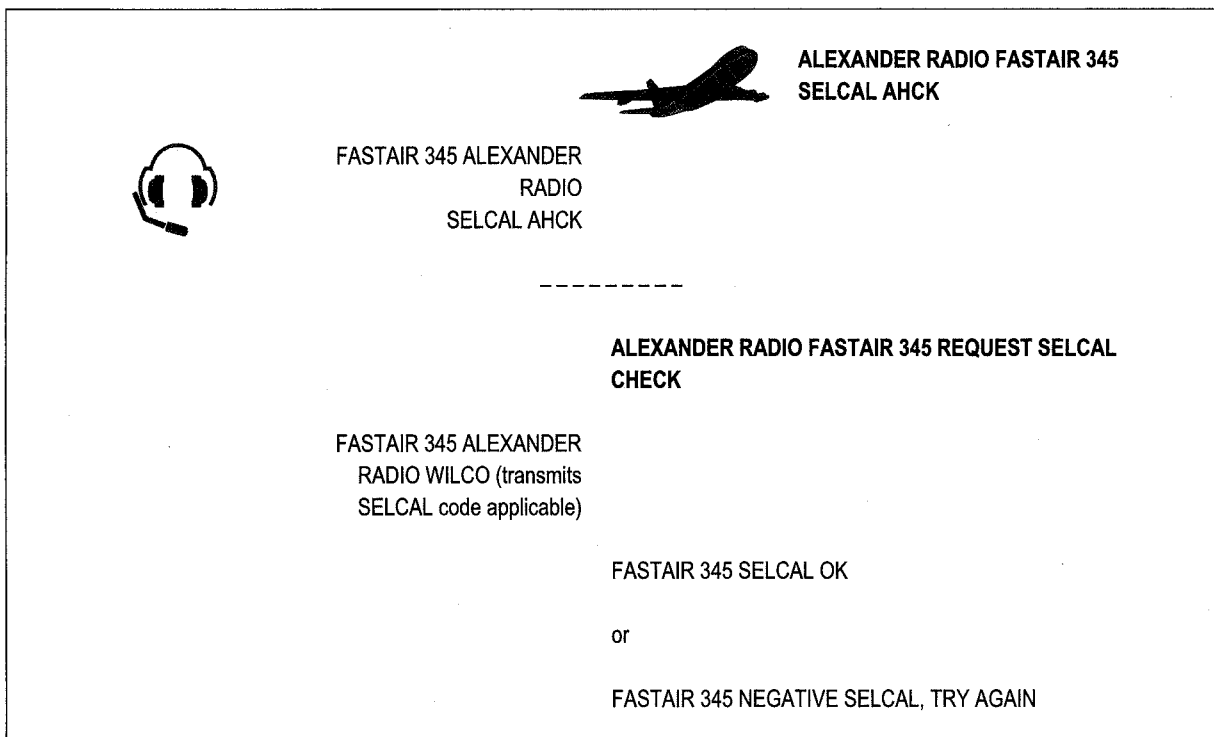 ALEXANDER RADIO FASTAIR 345
SELCAL AHCK
FASTAIR 345 ALEXANDER
RADIO
SELCAL AHCK
---------
ALEXANDER RADIO FASTAIR 345 REQUEST SELCAL
CHECK
FASTAIR 345 ALEXANDER
RADIO WILCO (transmits
SELCAL code applicable)
FASTAIR 345 SELCAL OK
or
FASTAIR 345 NEGATIVE SELCAL, TRY AGAIN